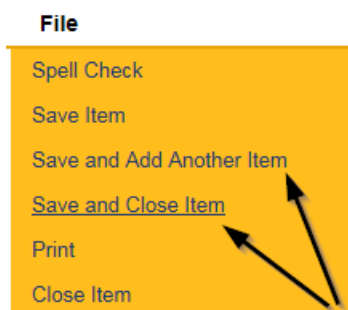 File
Spell Check
Save Item
Save and Add Another Item
Save and Close Item
Print
Close Item